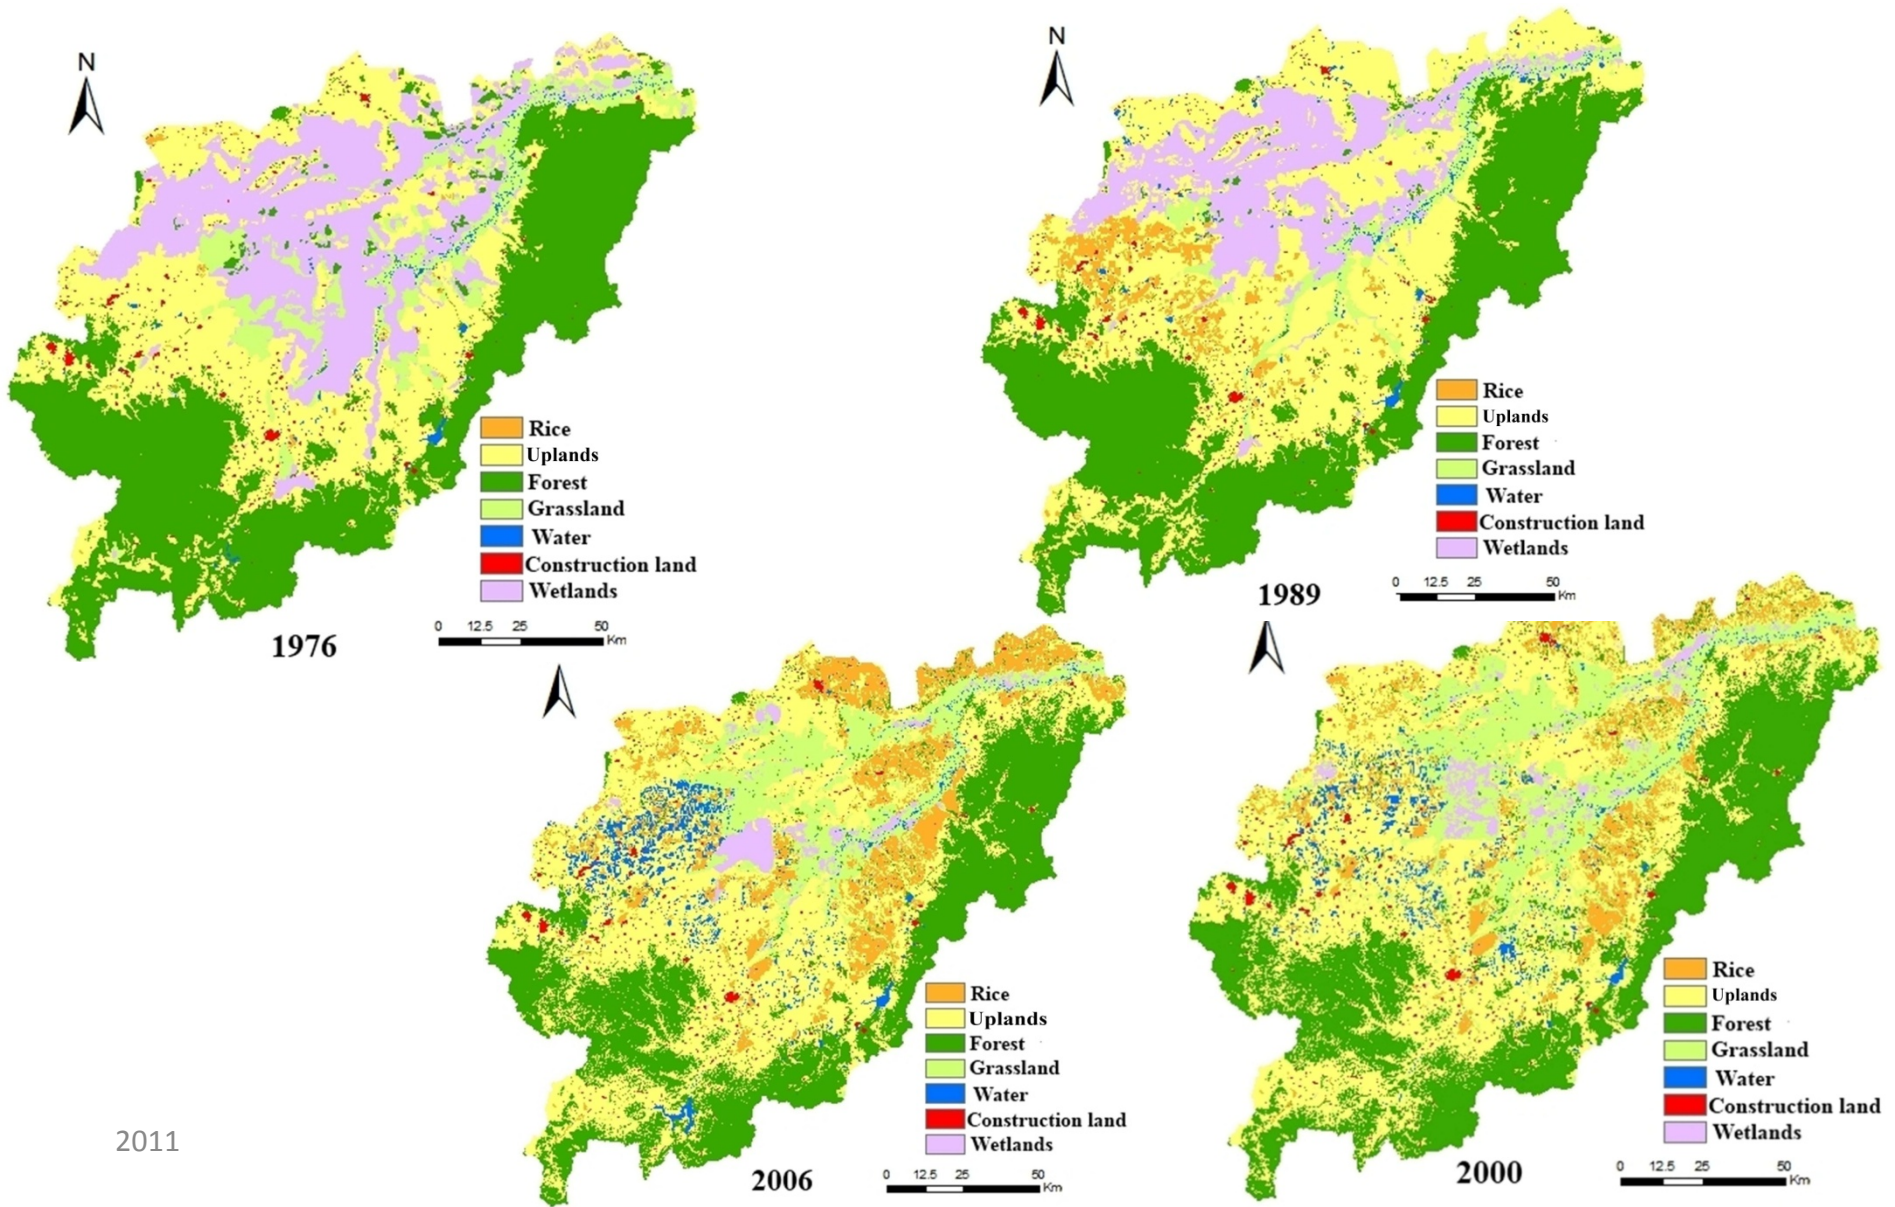 N
Rice
Uplands
Forest
Grassland
Water
Construction land
Wetlands
0 12.5 25 50 Km
1976
N
Rice
Uplands
Forest
Grassland
Water
Construction land
Wetlands
0 12.5 25 50 Km
1989
Rice
Uplands
Forest
Grassland
Water
Construction land
Wetlands
0 12.5 25 50 Km
2006
Rice
Uplands
Forest
Grassland
Water
Construction land
Wetlands
0 12.5 25 50 Km
2000
2011